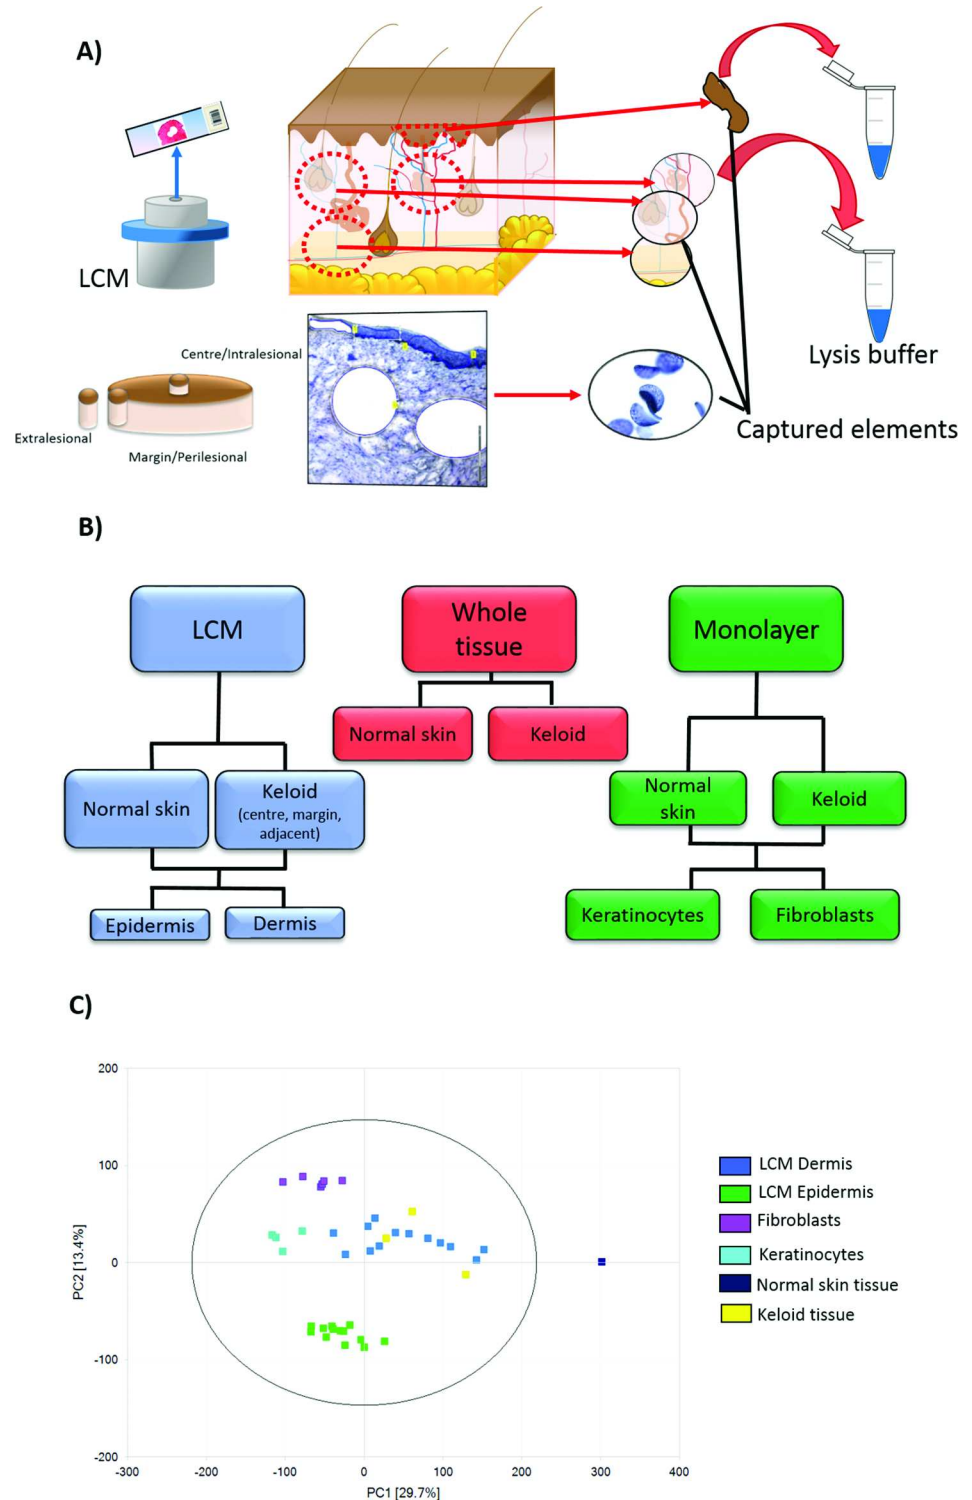 A)
LCM
Centre/Intralesional
Extralesional
Margin/Perilesional
Lysis buffer
Captured elements
B)
LCM
Whole
tissue
Monolayer
Normal skin
Keloid
Normal skin
Keloid
(centre, margin,
adjacent)
Normal
skin
Keloid
Epidermis
Dermis
Keratinocytes
Fibroblasts
C)
200
100
0
-100
-200
PC2 [13.4%]
-300
-200
-100
0
100
200
300
400
PC1 [29.7%]
LCM Dermis
LCM Epidermis
Fibroblasts
Keratinocytes
Normal skin tissue
Keloid tissue